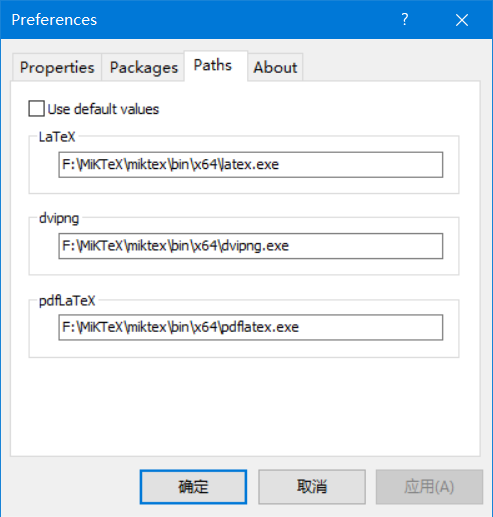 Preferences
?
Properties Packages Paths About
Use default values
LaTeX
F:\MiKTeX\miktex\bin\x64\latex.exe
dvipng
F:\MiKTeX\miktex\bin\x64\dvipng.exe
pdfLaTeX
F:\MiKTeX\miktex\bin\x64\pdflatex.exe
确定 取消 应用(A)